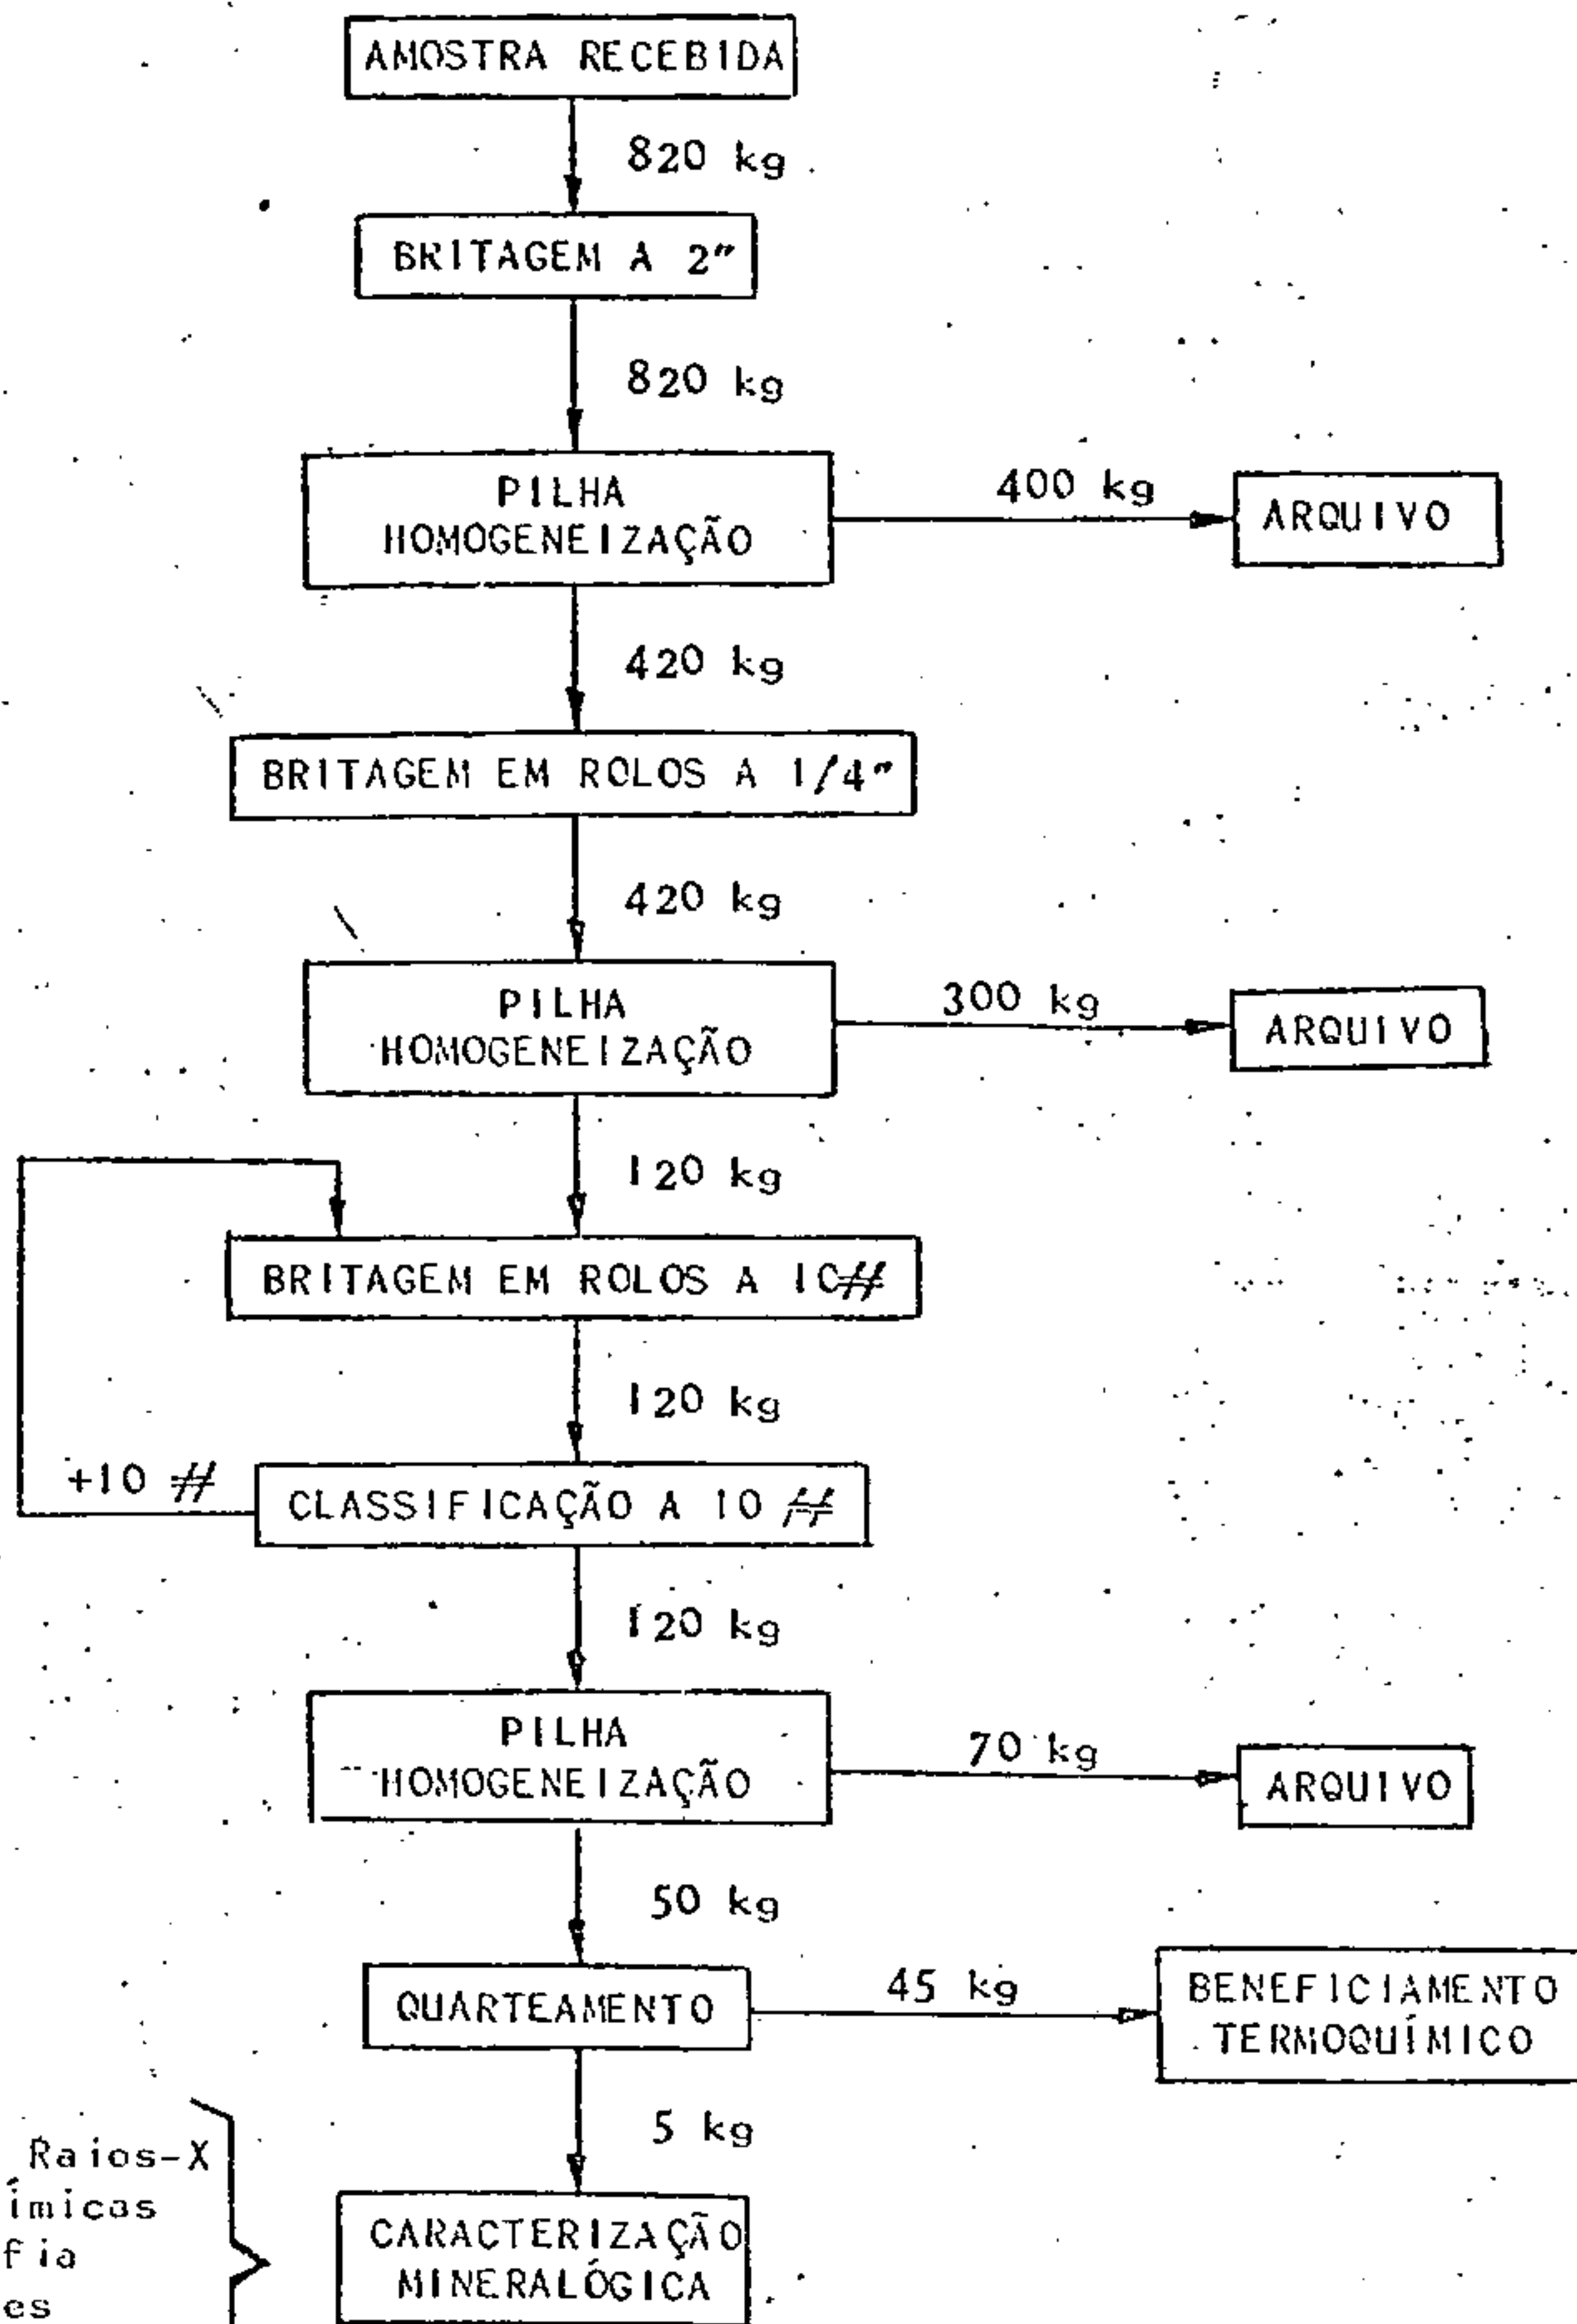 AMOSTRA RECEBIDA
820 kg
BRITAGEM A 2"
820 kg
PILHA
HOMOGENEIZAÇÃO
400 kg
ARQUIVO
420 kg
BRITAGEM EM ROLOS A 1/4"
420 kg
PILHA
HOMOGENEIZAÇÃO
300 kg
ARQUIVO
120 kg
BRITAGEM EM ROLOS A 10#
120 kg
+10 #
CLASSIFICAÇÃO A 10 #
120 kg
PILHA
HOMOGENEIZAÇÃO
70 kg
ARQUIVO
50 kg
QUARTEAMENTO
45 kg
BENEFICIAMENTO
TERMOQUÍMICO
5 kg
Raios-X
ímicas
fia
es
CARACTERIZAÇÃO
MINERALÓGICA